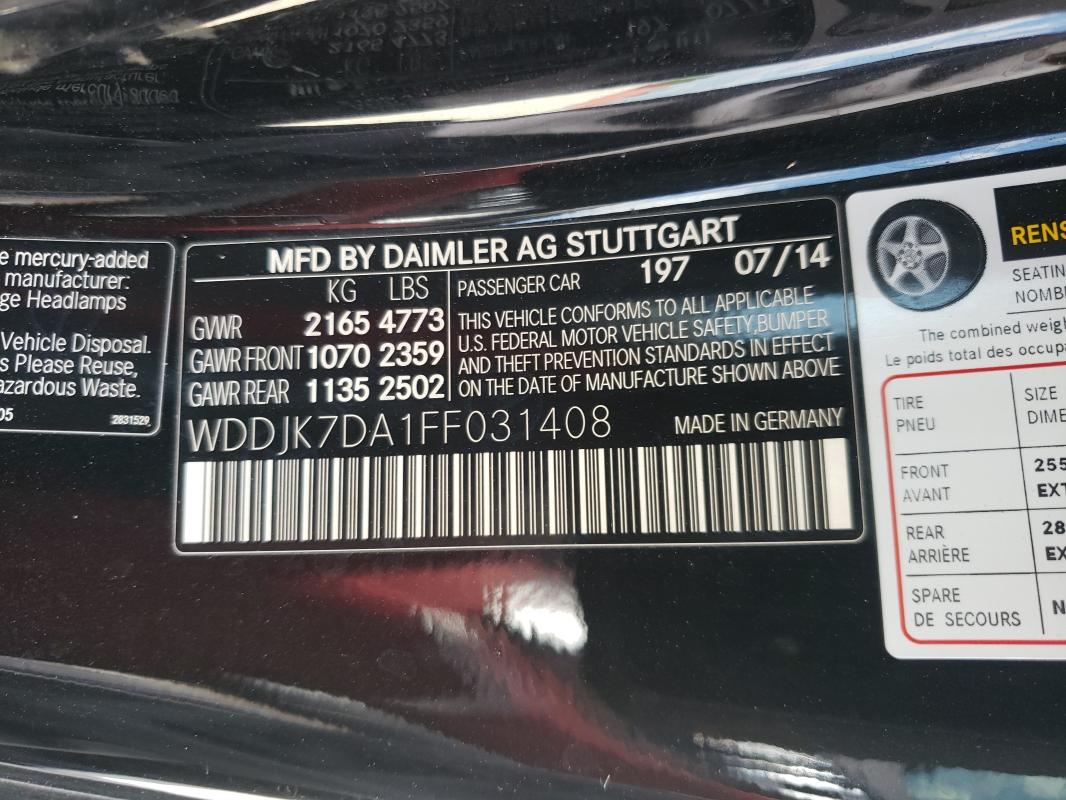 e mercury-added
manufacturer:
ge Headlamps
Vehicle Disposal.
s Please Reuse,
azardous Waste.
05
2831529
MFD BY DAIMLER AG STUTTGART
KG LBS
GVWR 2165 4773
GAWR FRONT 1070 2359
GAWR REAR 1135 2502
PASSENGER CAR 197 07/14
THIS VEHICLE CONFORMS TO ALL APPLICABLE
U.S. FEDERAL MOTOR VEHICLE SAFETY,BUMPER
AND THEFT PREVENTION STANDARDS IN EFFECT
ON THE DATE OF MANUFACTURE SHOWN ABOVE
WDDJK7DA1FF031408
MADE IN GERMANY
RENS
SEATIN
NOMB
The combined weigh
Le poids total des occupa
TIRE
PNEU
SIZE
DIME
FRONT
AVANT
255
EXT
REAR
ARRIÈRE
28
EX
SPARE
DE SECOURS
N